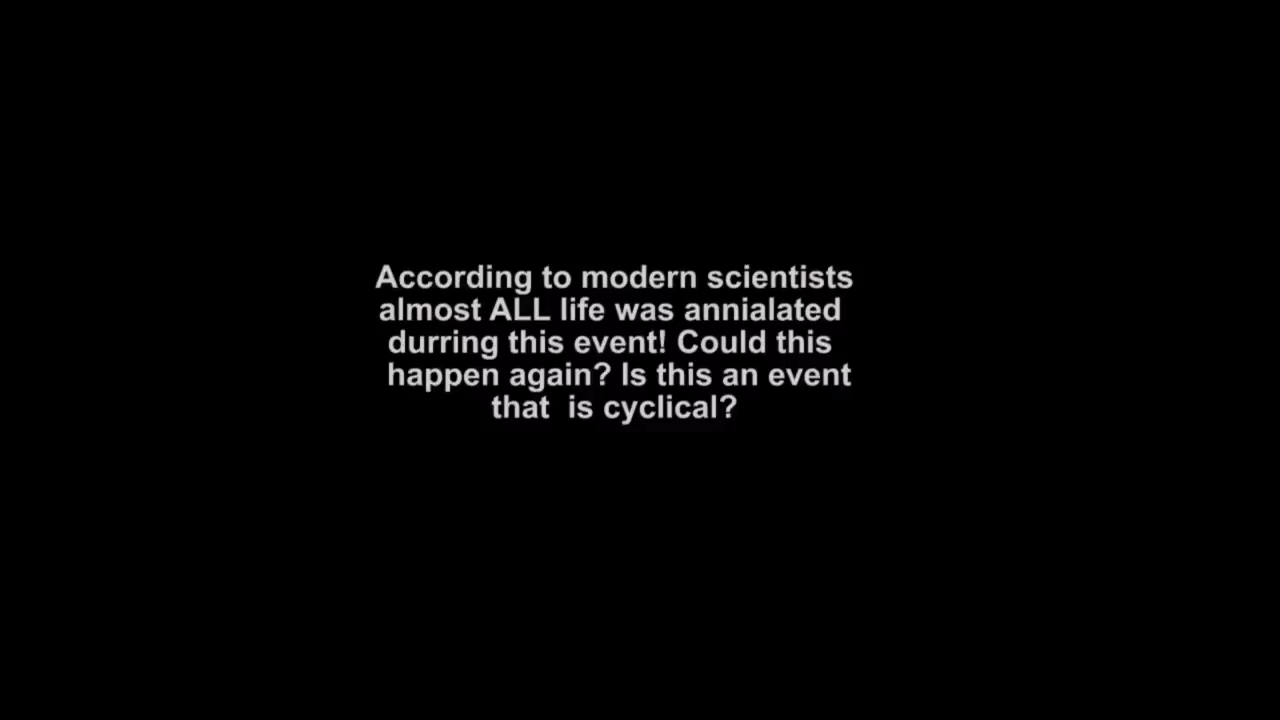 According to modern scientists
almost ALL life was annialated
durring this event! Could this
happen again? Is this an event
that  is cyclical?